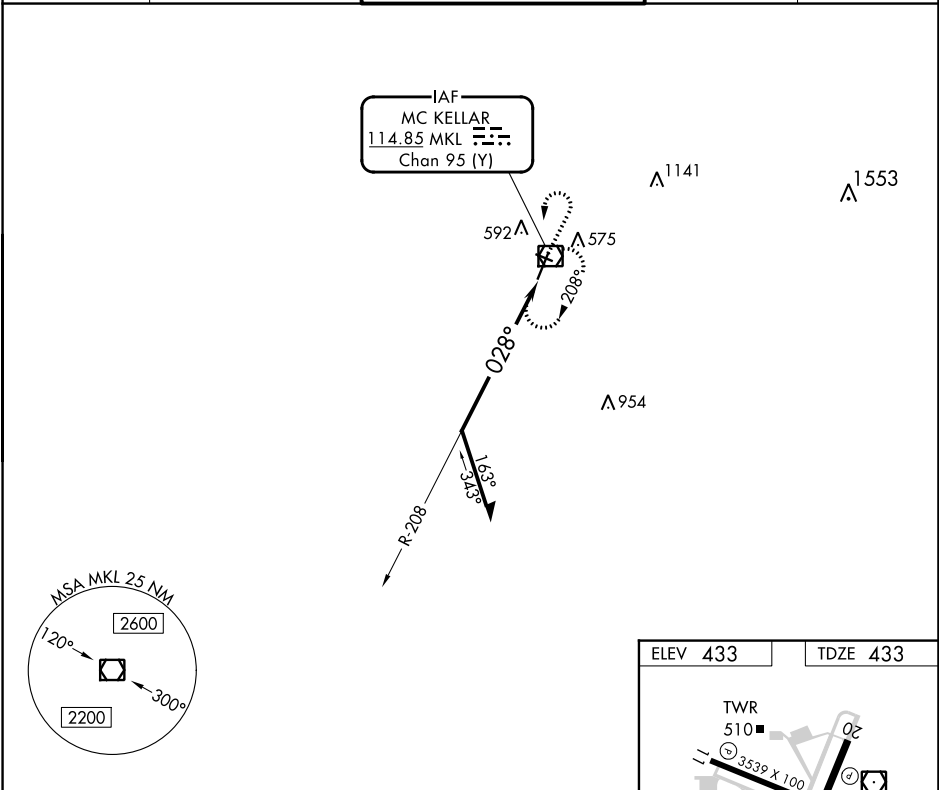 IAF
MC KELLAR
114.85 MKL
Chan 95 (Y)
1141
1553
592
575
208°
028°
954
163°
343°
R-208
MSA MKL 25 NM
2600
120°
300°
2200
ELEV 433
TDZE 433
TWR
510
20
11
P
3539 X 100
P